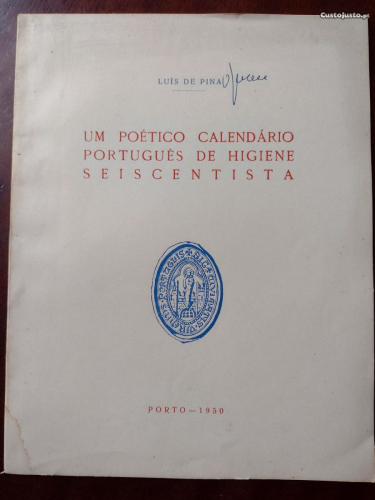 Custojusto.pt
LUÍS DE PINA
UM POÉTICO CALENDÁRIO
PORTUGUÊS DE HIGIENE
SEISCENTISTA
PORTO — 1950